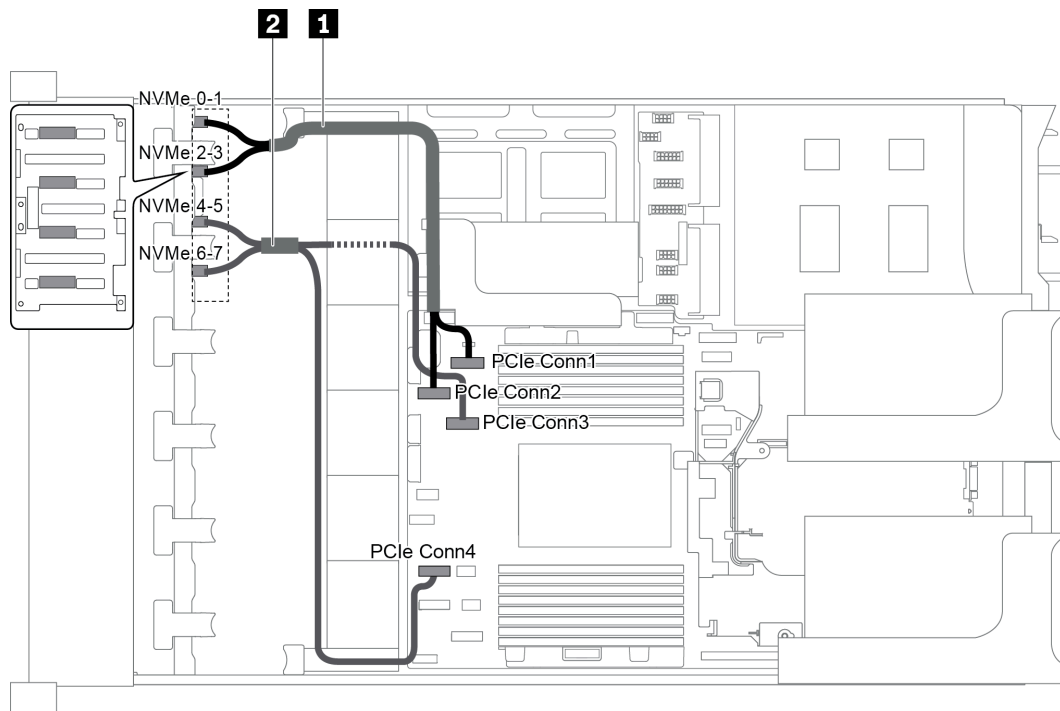 2 1
NVMe 0-1
NVMe 2-3
NVMe 4-5
NVMe 6-7
PCIe Conn1
PCIe Conn2
PCIe Conn3
PCIe Conn4